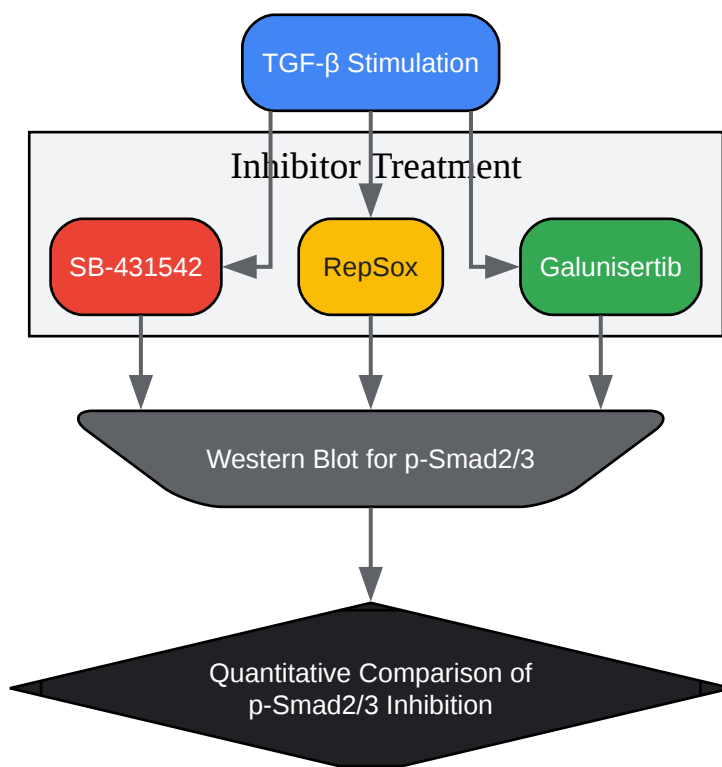 TGF-β Stimulation
Inhibitor Treatment
SB-431542
RepSox
Galunisertib
Western Blot for p-Smad2/3
Quantitative Comparison of
p-Smad2/3 Inhibition